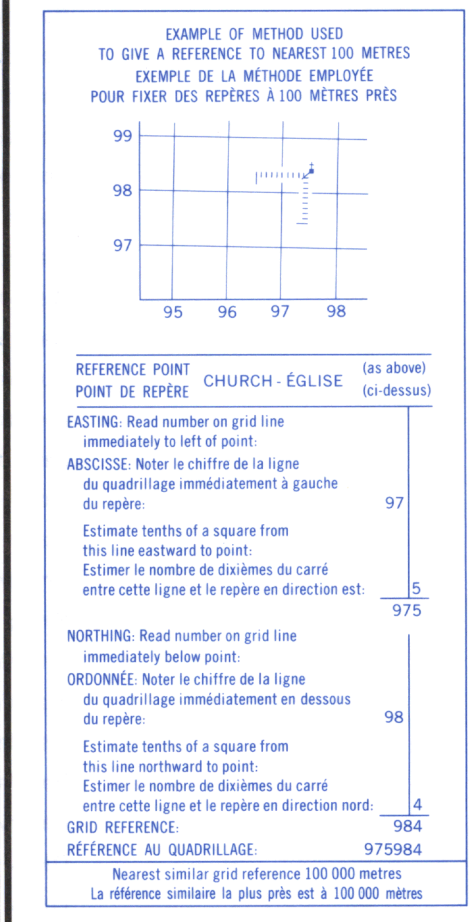 EXAMPLE OF METHOD USED
TO GIVE A REFERENCE TO NEAREST 100 METRES
EXEMPLE DE LA MÉTHODE EMPLOYÉE
POUR FIXER DES REPÈRES À 100 MÈTRES PRÈS
99
98
97
95 96 97 98
REFERENCE POINT
POINT DE REPÈRE
CHURCH - ÉGLISE
(as above)
(ci-dessus)
EASTING: Read number on grid line
immediately to left of point:
ABSCISSE: Noter le chiffre de la ligne
du quadrillage immédiatement à gauche
du repère: 97
Estimate tenths of a square from
this line eastward to point:
Estimer le nombre de dixièmes du carré
entre cette ligne et le repère en direction est: 5
975
NORTHING: Read number on grid line
immediately below point:
ORDONNÉE: Noter le chiffre de la ligne
du quadrillage immédiatement en dessous
du repère: 98
Estimate tenths of a square from
this line northward to point:
Estimer le nombre de dixièmes du carré
entre cette ligne et le repère en direction nord: 4
GRID REFERENCE: 984
RÉFÉRENCE AU QUADRILLAGE: 975984
Nearest similar grid reference 100 000 metres
La référence similaire la plus près est à 100 000 mètres